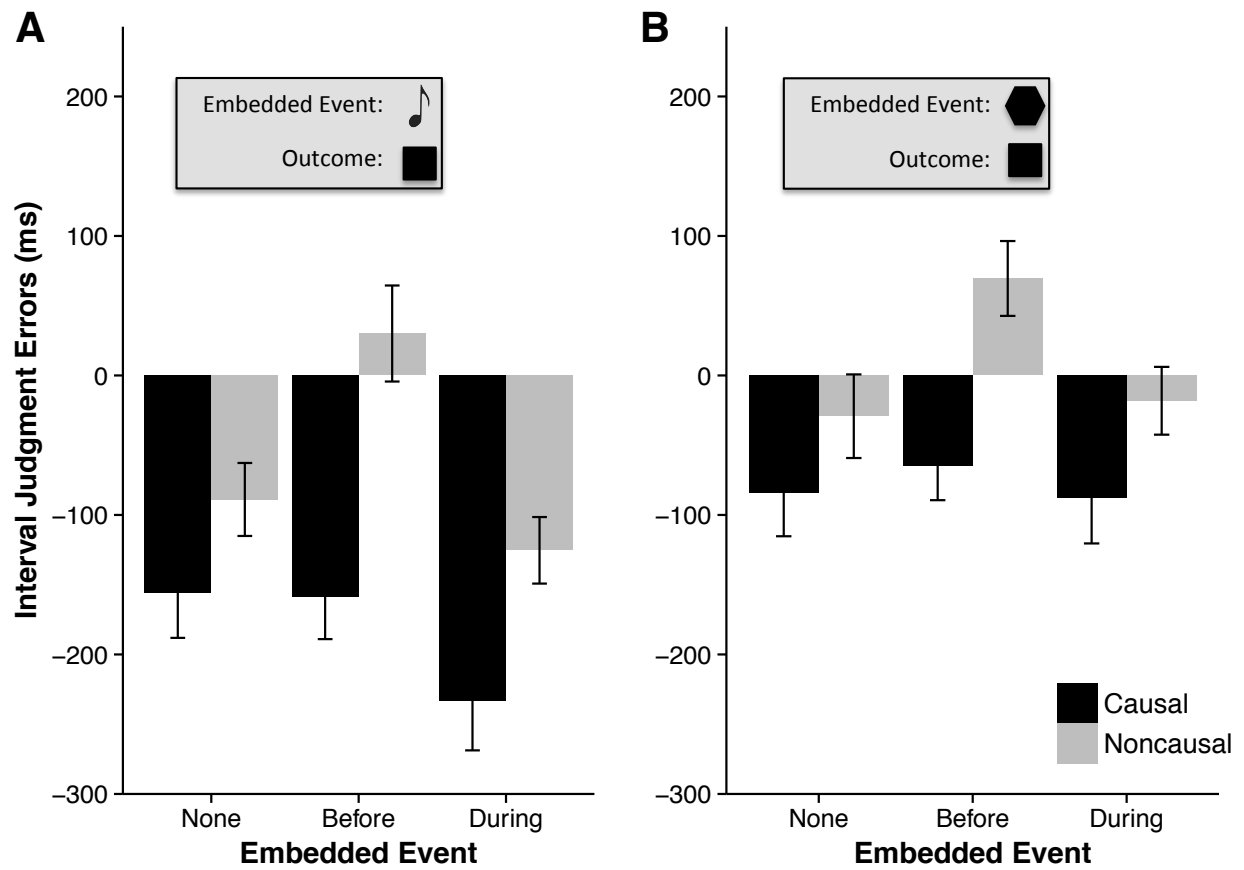 A
B
Embedded Event:
Outcome:
Embedded Event:
Outcome:
Interval Judgment Errors (ms)
200
100
0
−100
−200
−300
200
100
0
−100
−200
−300
Causal
Noncausal
None Before During
None Before During
Embedded Event
Embedded Event